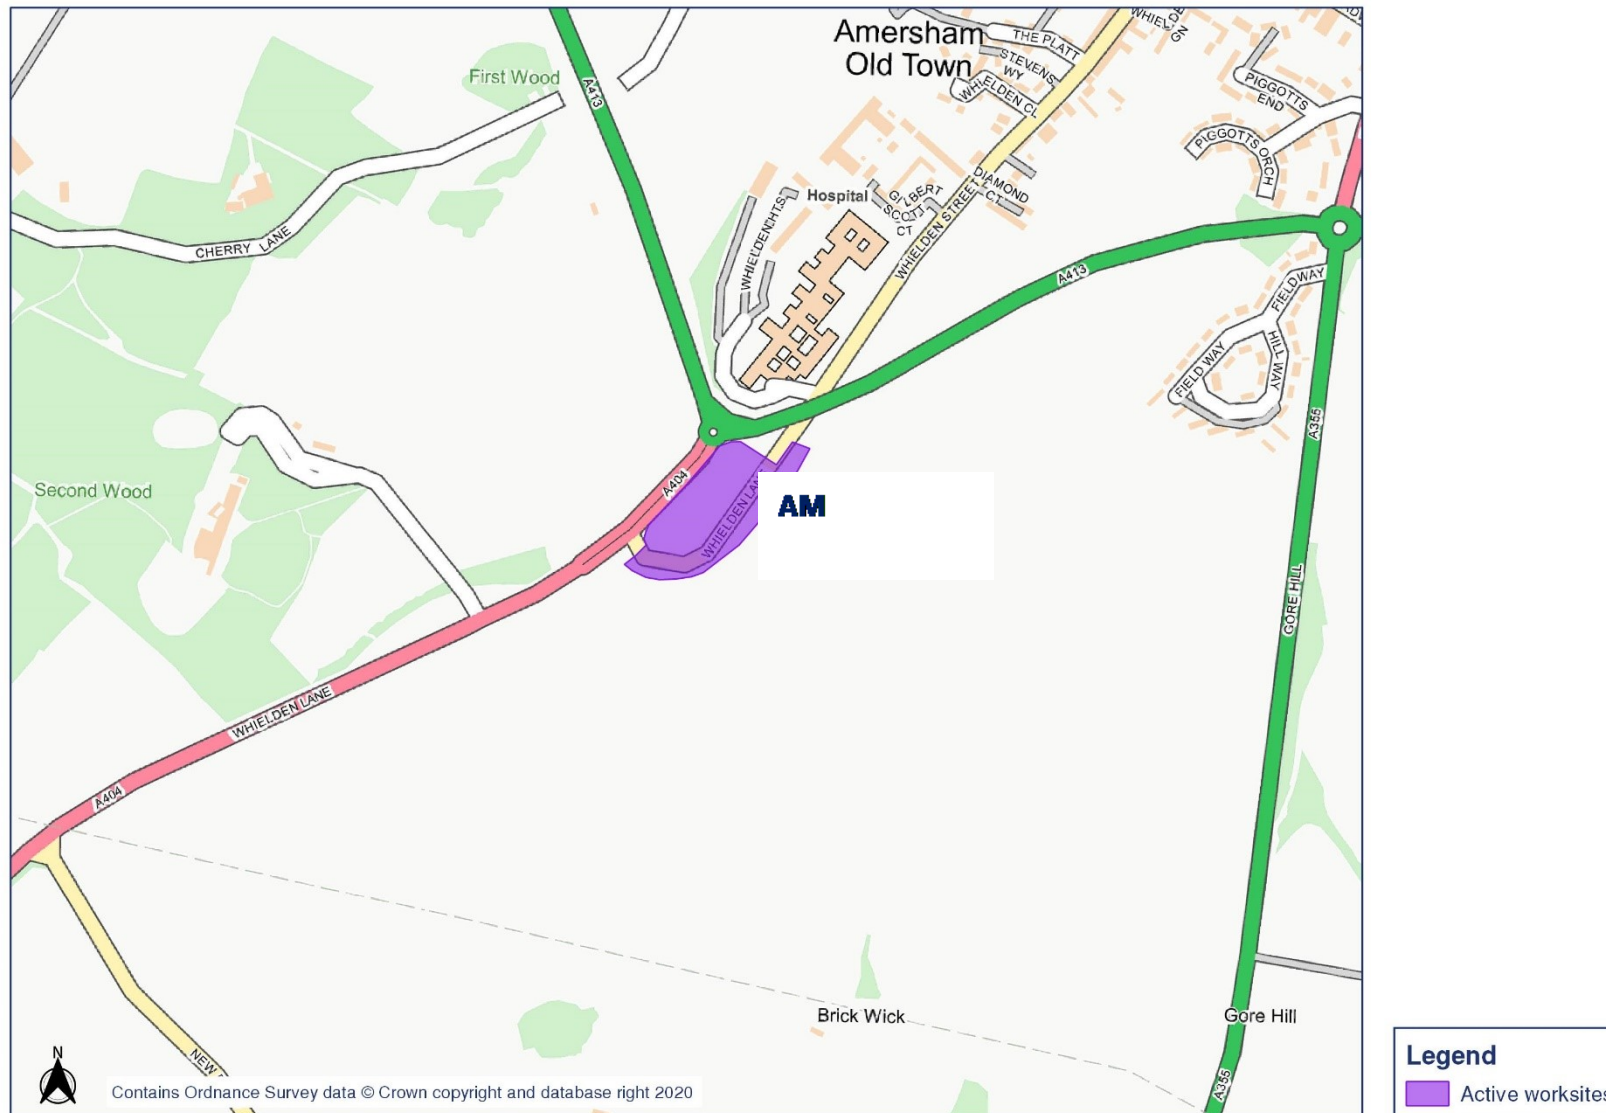 Amersham
Old Town
THE PLATT
STEVENS
WY
WHIELDEN CL
WHIELDEN
GN
PIGGOTTS
END
PIGGOTTS ORCH
First Wood
A413
CHERRY LANE
Hospital
GILBERT
SCOTT
CT
DIAMOND
CT
WHIELDEN HTS
WHIELDEN STREET
A413
FIELDWAY
FIELD WAY
HILL WAY
A355
Second Wood
A404
WHIELDEN LANE
AM
GORE HILL
WHIELDEN LANE
A404
Brick Wick
Gore Hill
NEW
A355
N
Contains Ordnance Survey data © Crown copyright and database right 2020
Legend
Active worksites